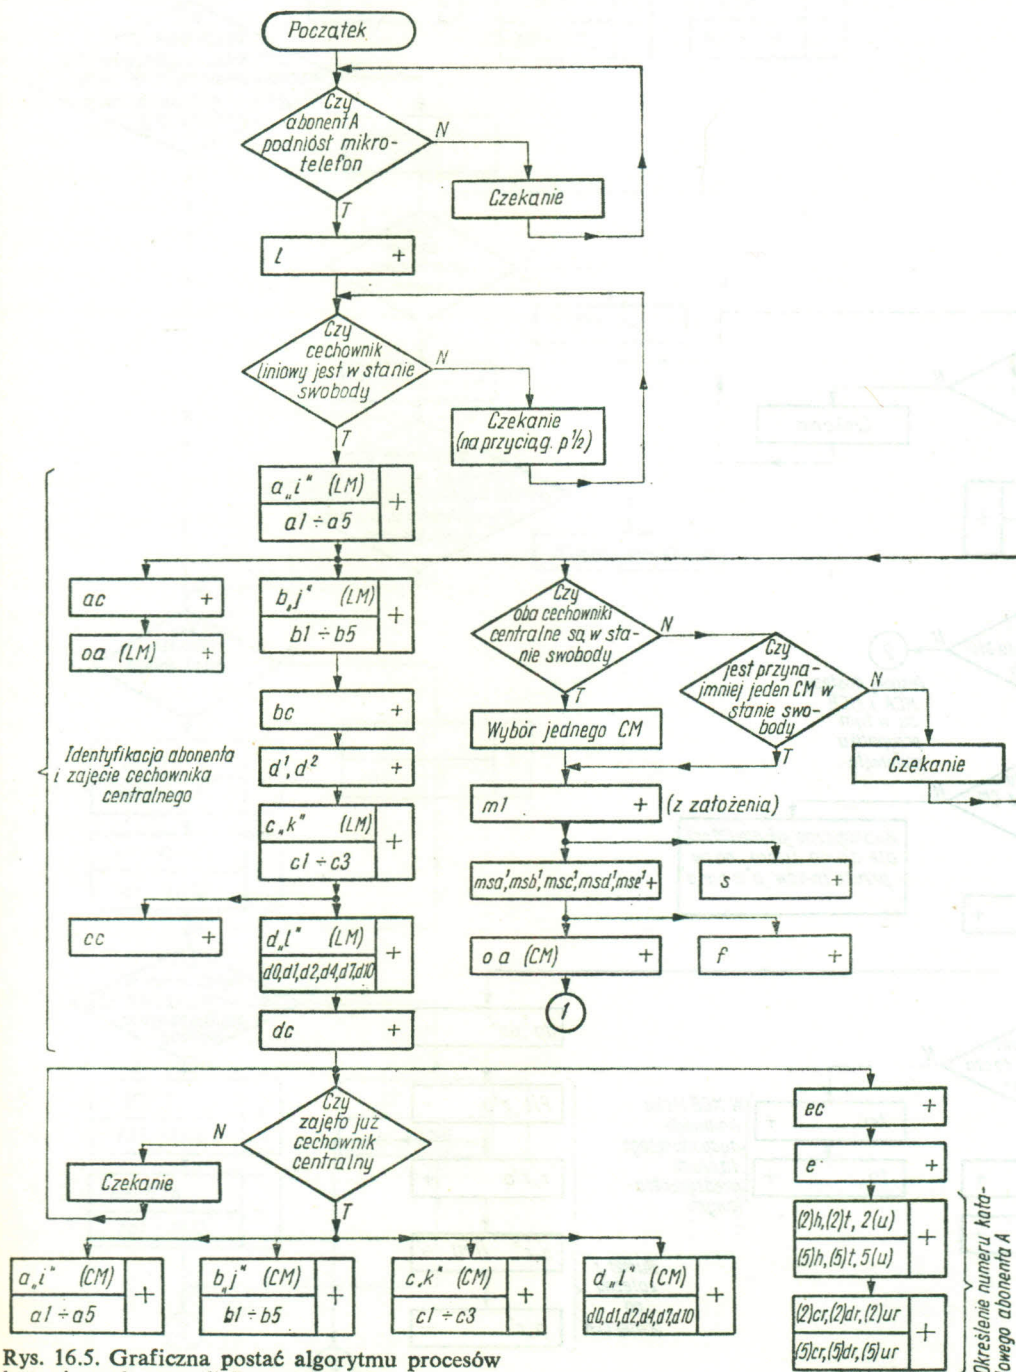 Początek
Czy
abonent A
podniósł mikro-
telefon
N
Czekanie
T
l +
Czy
cechownik
liniowy jest w stanie
swobody
N
Czekanie
(na przyciąg. p½)
T
a„i" (LM)
a1 ÷ a5
+
ac +
oa (LM) +
b„j" (LM)
b1 ÷ b5
+
bc +
d¹, d² +
c„k" (LM)
c1 ÷ c3
+
cc +
d„l" (LM)
d0,d1,d2,d4,d7,d10
+
dc +
Identyfikacja abonenta
i zajęcie cechownika
centralnego
Czy
oba cechowniki
centralne są w sta-
nie swobody
N
T
Czy
jest przyna-
jmniej jeden CM w
stanie swo-
body
N
T
Wybór jednego CM
Czekanie
m1 + (z założenia)
msa¹, msb¹, msc¹, msd¹, mse¹ +
s +
oa (CM) +
f +
1
Czy
zajęto już
cechownik
centralny
N
Czekanie
T
ec +
e +
(2)h,(2)t, 2(u)
(5)h,(5)t, 5(u)
+
(2)cr,(2)dr,(2)ur
(5)cr,(5)dr,(5)ur
+
Określenie numeru kata-
owego abonenta A
a„i" (CM)
a1 ÷ a5
+
b„j" (CM)
b1 ÷ b5
+
c„k" (CM)
c1 ÷ c3
+
d„l" (CM)
d0,d1,d2,d4,d7,d10
+
Rys. 16.5. Graficzna postać algorytmu procesów